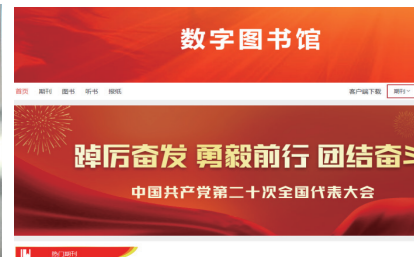 数字图书馆
首页 期刊 图书 听书 报纸 客户端下载 期刊
踔厉奋发 勇毅前行 团结奋斗
中国共产党第二十次全国代表大会
热门期刊